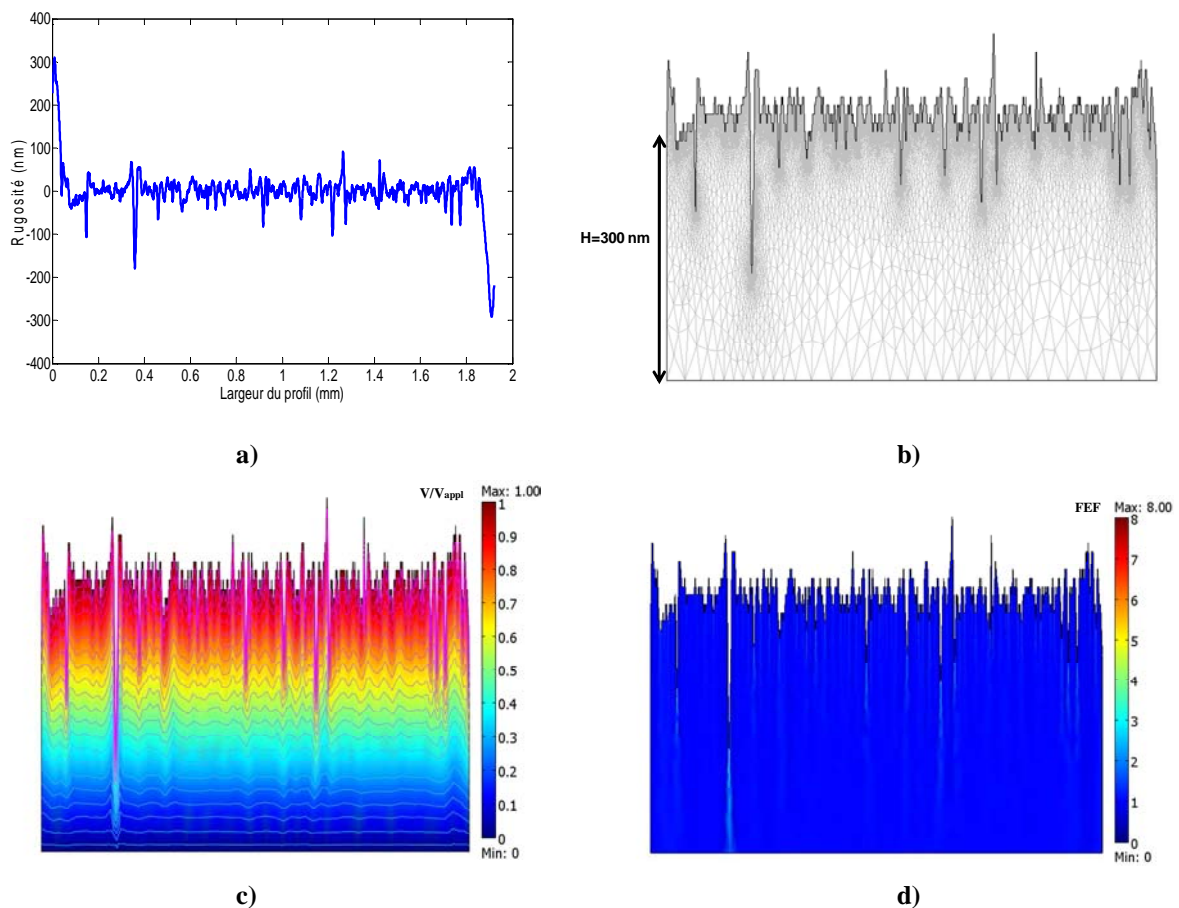 400
300
200
100
0
-100
-200
-300
-400
Rugosité (nm)
0 0.2 0.4 0.6 0.8 1 1.2 1.4 1.6 1.8 2
Largeur du profil (mm)
a)
H=300 nm
b)
V/Vappl Max: 1.00
1
0.9
0.8
0.7
0.6
0.5
0.4
0.3
0.2
0.1
0
Min: 0
c)
FEF Max: 8.00
8
7
6
5
4
3
2
1
0
Min: 0
d)